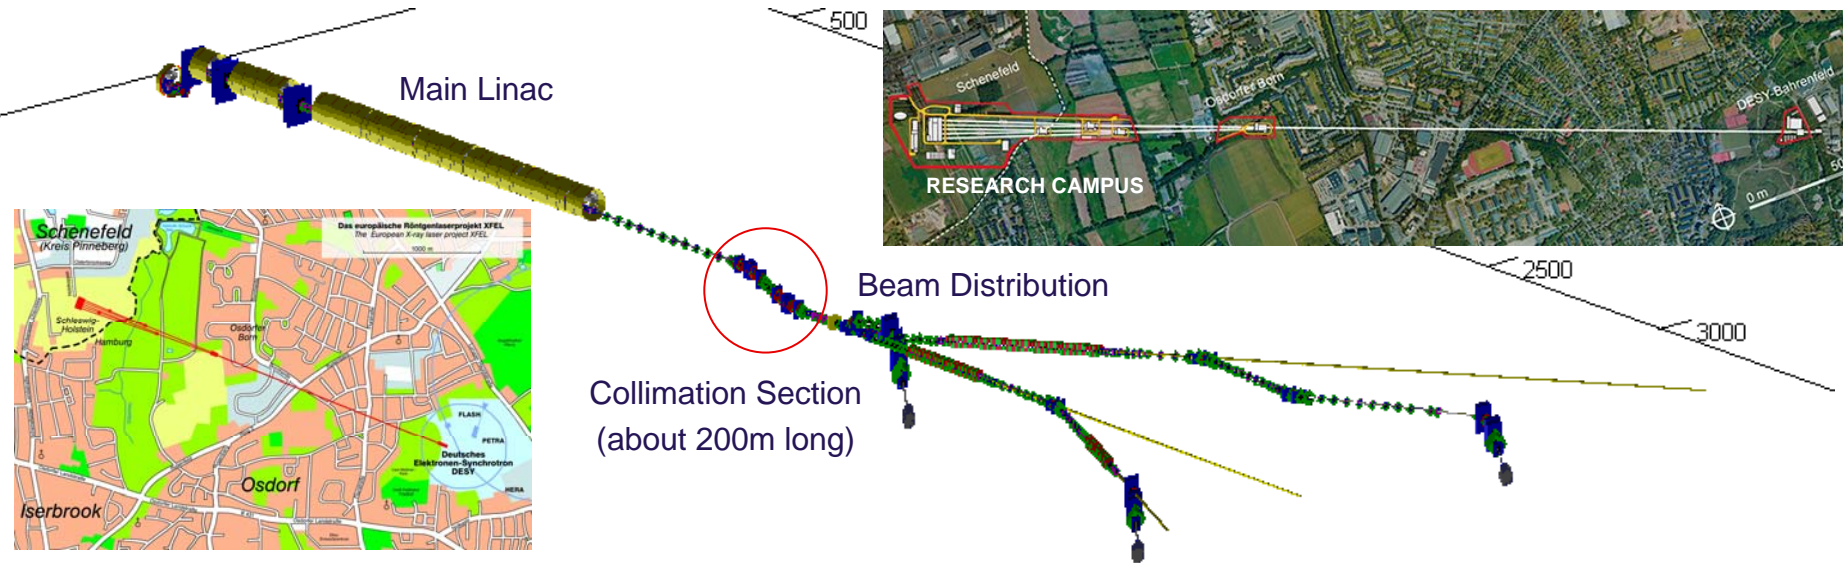 Main Linac
500
Schenefeld
Osdorfer Born
DESY-Bahrenfeld
RESEARCH CAMPUS
0 m
Schenefeld
(Kreis Pinneberg)
Das europäische Röntgenlaserprojekt XFEL
The European X-ray laser project XFEL
1000 m
Schleswig-
Holstein
Hamburg
Osdorfer
Born
FLASH
PETRA
Deutsches
Elektronen-Synchrotron
DESY
HERA
Osdorf
Iserbrook
Beam Distribution
2500
3000
Collimation Section
(about 200m long)